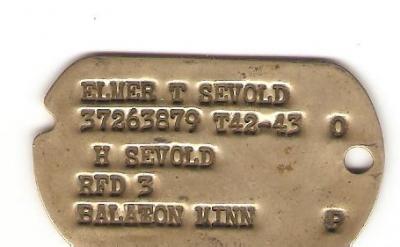 ELMER T SEVOLD
37263879 T42-43 O
H SEVOLD
RFD 3
BALATON MINN P